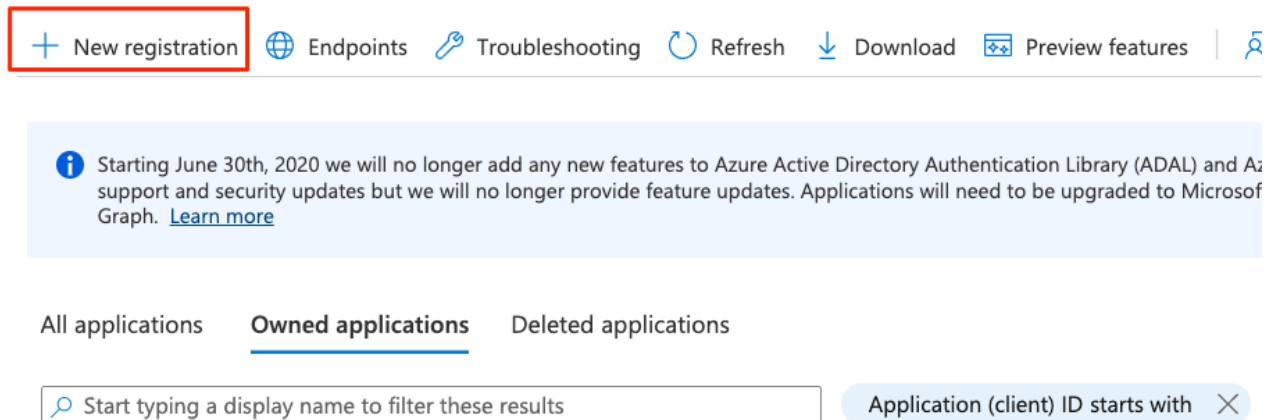 New registration Endpoints Troubleshooting Refresh Download Preview features
Starting June 30th, 2020 we will no longer add any new features to Azure Active Directory Authentication Library (ADAL) and
support and security updates but we will no longer provide feature updates. Applications will need to be upgraded to
Graph. Learn more
All applications Owned applications Deleted applications
Start typing a display name to filter these results Application (client) ID starts with